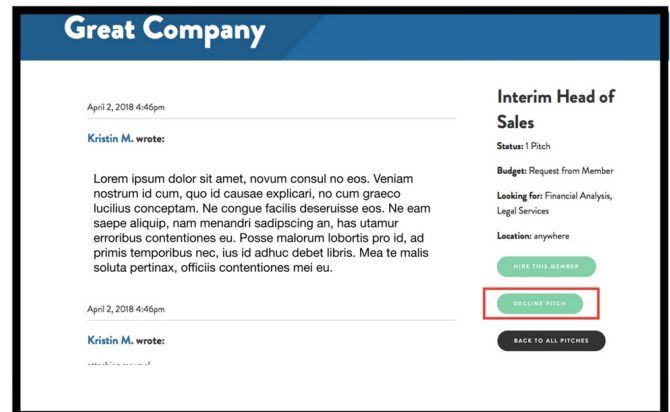 Great Company
April 2, 2018 4:46pm
Kristin M. wrote:
Lorem ipsum dolor sit amet, novum consul no eos. Veniam
nostrum id cum, quo id causae explicari, no cum graeco
lucilius conceptam. Ne congue facilis deseruisse eos. Ne eam
saepe aliquip, nam menandri sadipscing an, has utamur
erroribus contentiones eu. Posse malorum lobortis pro id, ad
primis temporibus nec, ius id adhuc debet libris. Mea te malis
soluta pertinax, officiis contentiones mei eu.
April 2, 2018 4:46pm
Kristin M. wrote:
Interim Head of
Sales
Status: 1 Pitch
Budget: Request from Member
Looking for: Financial Analysis,
Legal Services
Location: anywhere
HIRE THIS MEMBER
DECLINE PITCH
BACK TO ALL PITCHES